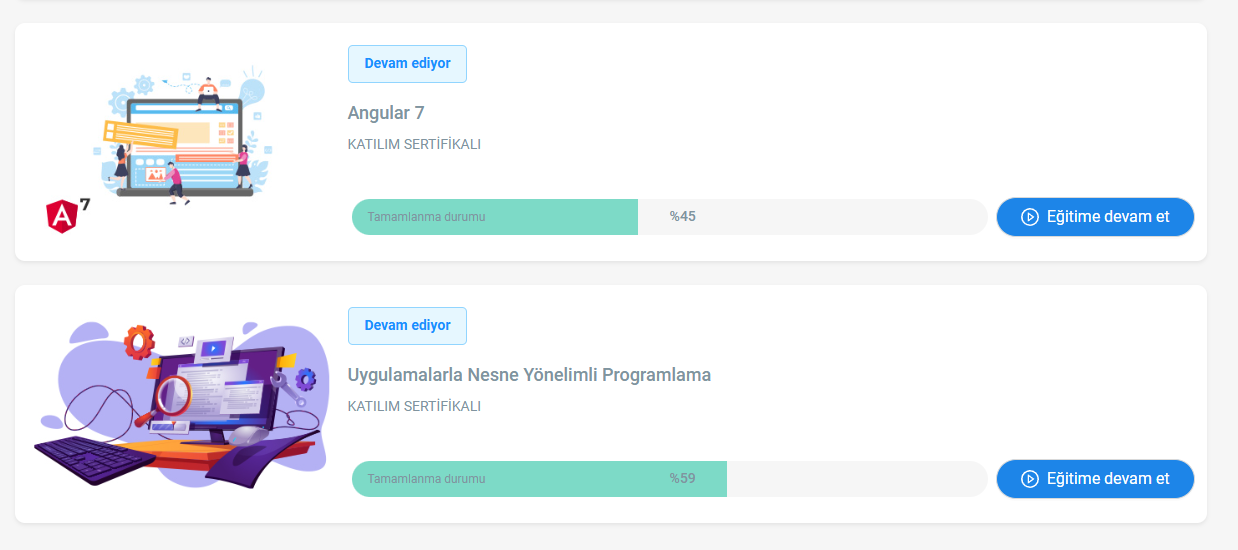 Devam ediyor
Angular 7
KATILIM SERTİFİKALI
A 7
Tamamlanma durumu %45
Eğitime devam et
Devam ediyor
Uygulamalarla Nesne Yönelimli Programlama
KATILIM SERTİFİKALI
Tamamlanma durumu %59
Eğitime devam et